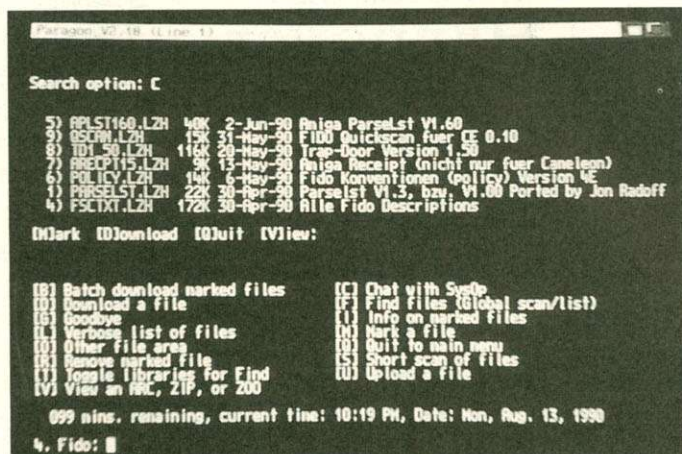 Paragon V2.18 (Line 1)
Search option: C
5) APLST160.LZH 40K 2-Jun-90 Amiga ParseLst V1.60
9) QSCAN.LZH 15K 31-May-90 FIDO Quickscan fuer CE 0.10
8) TD1_50.LZH 116K 20-May-90 Trap-Door Version 1.50
7) ARECPT15.LZH 9K 13-May-90 Amiga Receipt (nicht nur fuer Cameleon)
6) POLICY.LZH 14K 6-May-90 Fido Konventionen (policy) Version 4E
1) PARSELST.LZH 22K 30-Apr-90 Parselst V1.3, bzw. V1.00 Ported by Jon Radoff
4) FSCTXT.LZH 172K 30-Apr-90 Alle Fido Descriptions
[M]ark [D]ownload [Q]uit [V]iew:
[B] Batch download marked files [C] Chat with SysOp
[D] Download a file [F] Find files (Global scan/list)
[G] Goodbye [I] Info on marked files
[L] Verbose list of files [M] Mark a file
[O] Other file area [Q] Quit to main menu
[R] Remove marked file [S] Short scan of files
[T] Toggle libraries for Find [U] Upload a file
[V] View an ARC, ZIP, or ZOO
099 mins. remaining, current time: 10:19 PM, Date: Mon, Aug. 13, 1990
4. Fido: